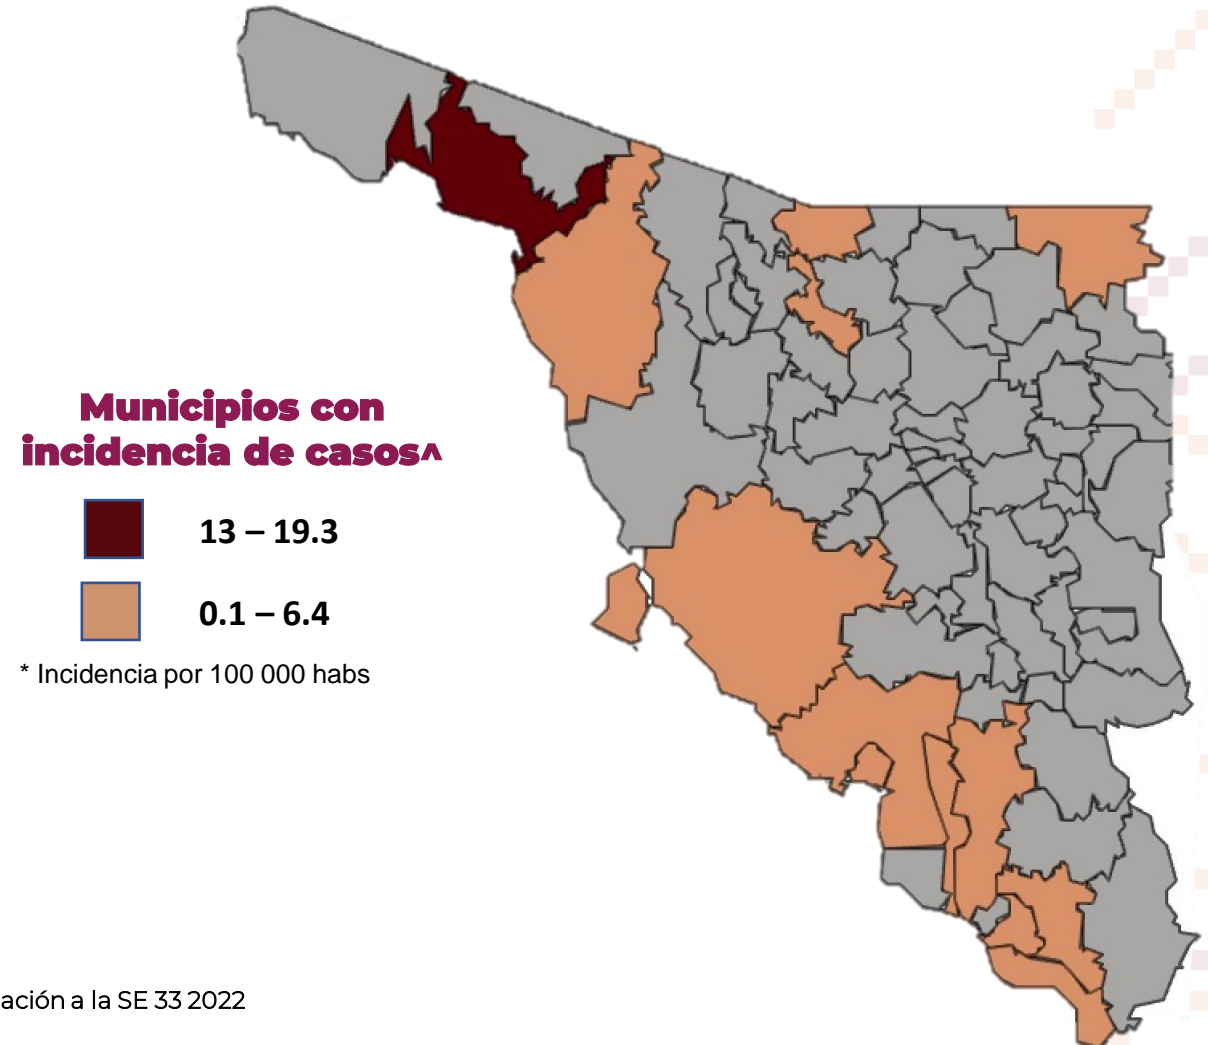 Municipios con
incidencia de casos^
13 – 19.3
0.1 – 6.4
* Incidencia por 100 000 habs
ación a la SE 33 2022